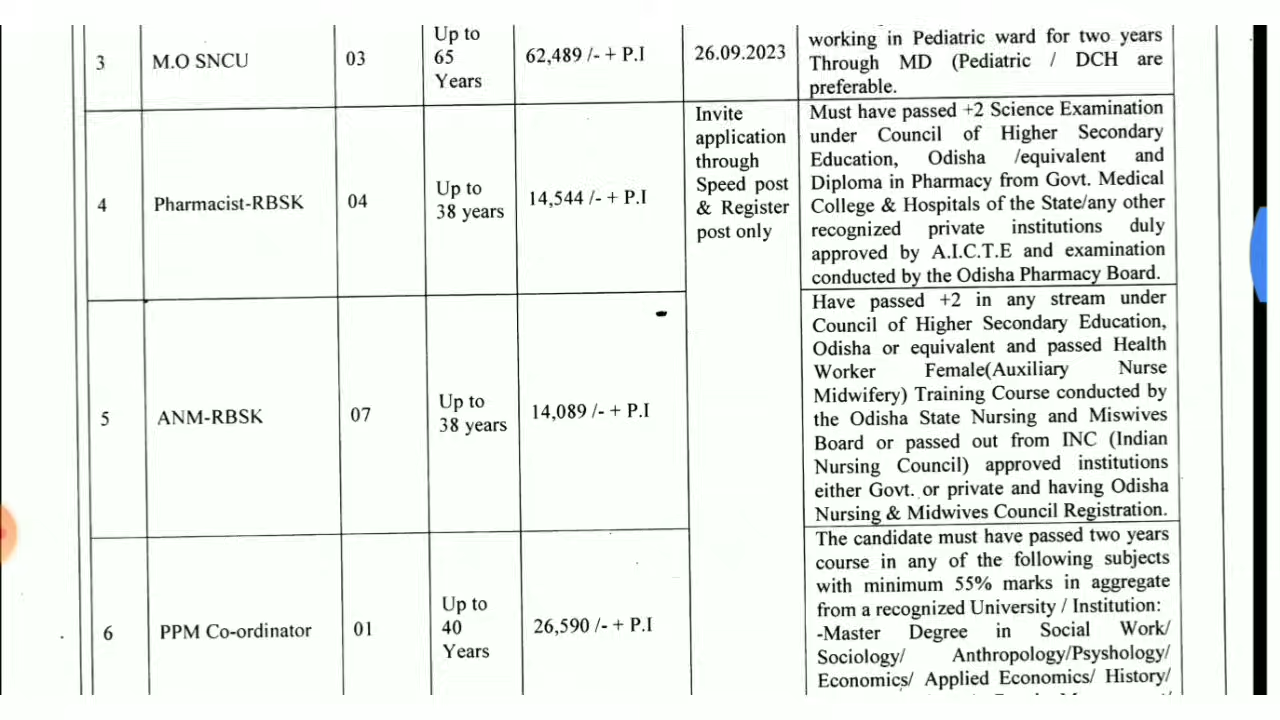 3
M.O SNCU
03
Up to
65
Years
62,489 /- + P.I
26.09.2023
working in Pediatric ward for two years
Through MD (Pediatric / DCH are
preferable.
4
Pharmacist-RBSK
04
Up to
38 years
14,544 /- + P.I
Invite
application
through
Speed post
& Register
post only
Must have passed +2 Science Examination
under Council of Higher Secondary
Education, Odisha /equivalent and
Diploma in Pharmacy from Govt. Medical
College & Hospitals of the State/any other
recognized private institutions duly
approved by A.I.C.T.E and examination
conducted by the Odisha Pharmacy Board.
5
ANM-RBSK
07
Up to
38 years
14,089 /- + P.I
Have passed +2 in any stream under
Council of Higher Secondary Education,
Odisha or equivalent and passed Health
Worker Female(Auxiliary Nurse
Midwifery) Training Course conducted by
the Odisha State Nursing and Miswives
Board or passed out from INC (Indian
Nursing Council) approved institutions
either Govt. or private and having Odisha
Nursing & Midwives Council Registration.
6
PPM Co-ordinator
01
Up to
40
Years
26,590 /- + P.I
The candidate must have passed two years
course in any of the following subjects
with minimum 55% marks in aggregate
from a recognized University / Institution:
-Master Degree in Social Work/
Sociology/ Anthropology/Psyshology/
Economics/ Applied Economics/ History/